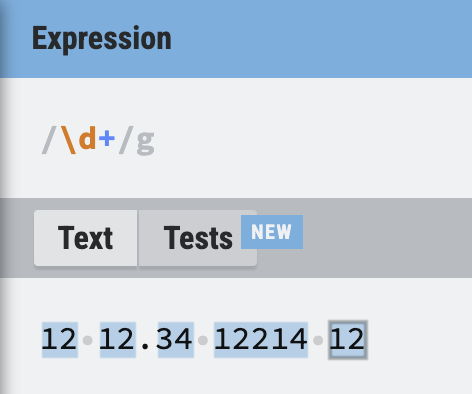 Expression
/\d+/g
Text Tests NEW
12 12.34 12214 12